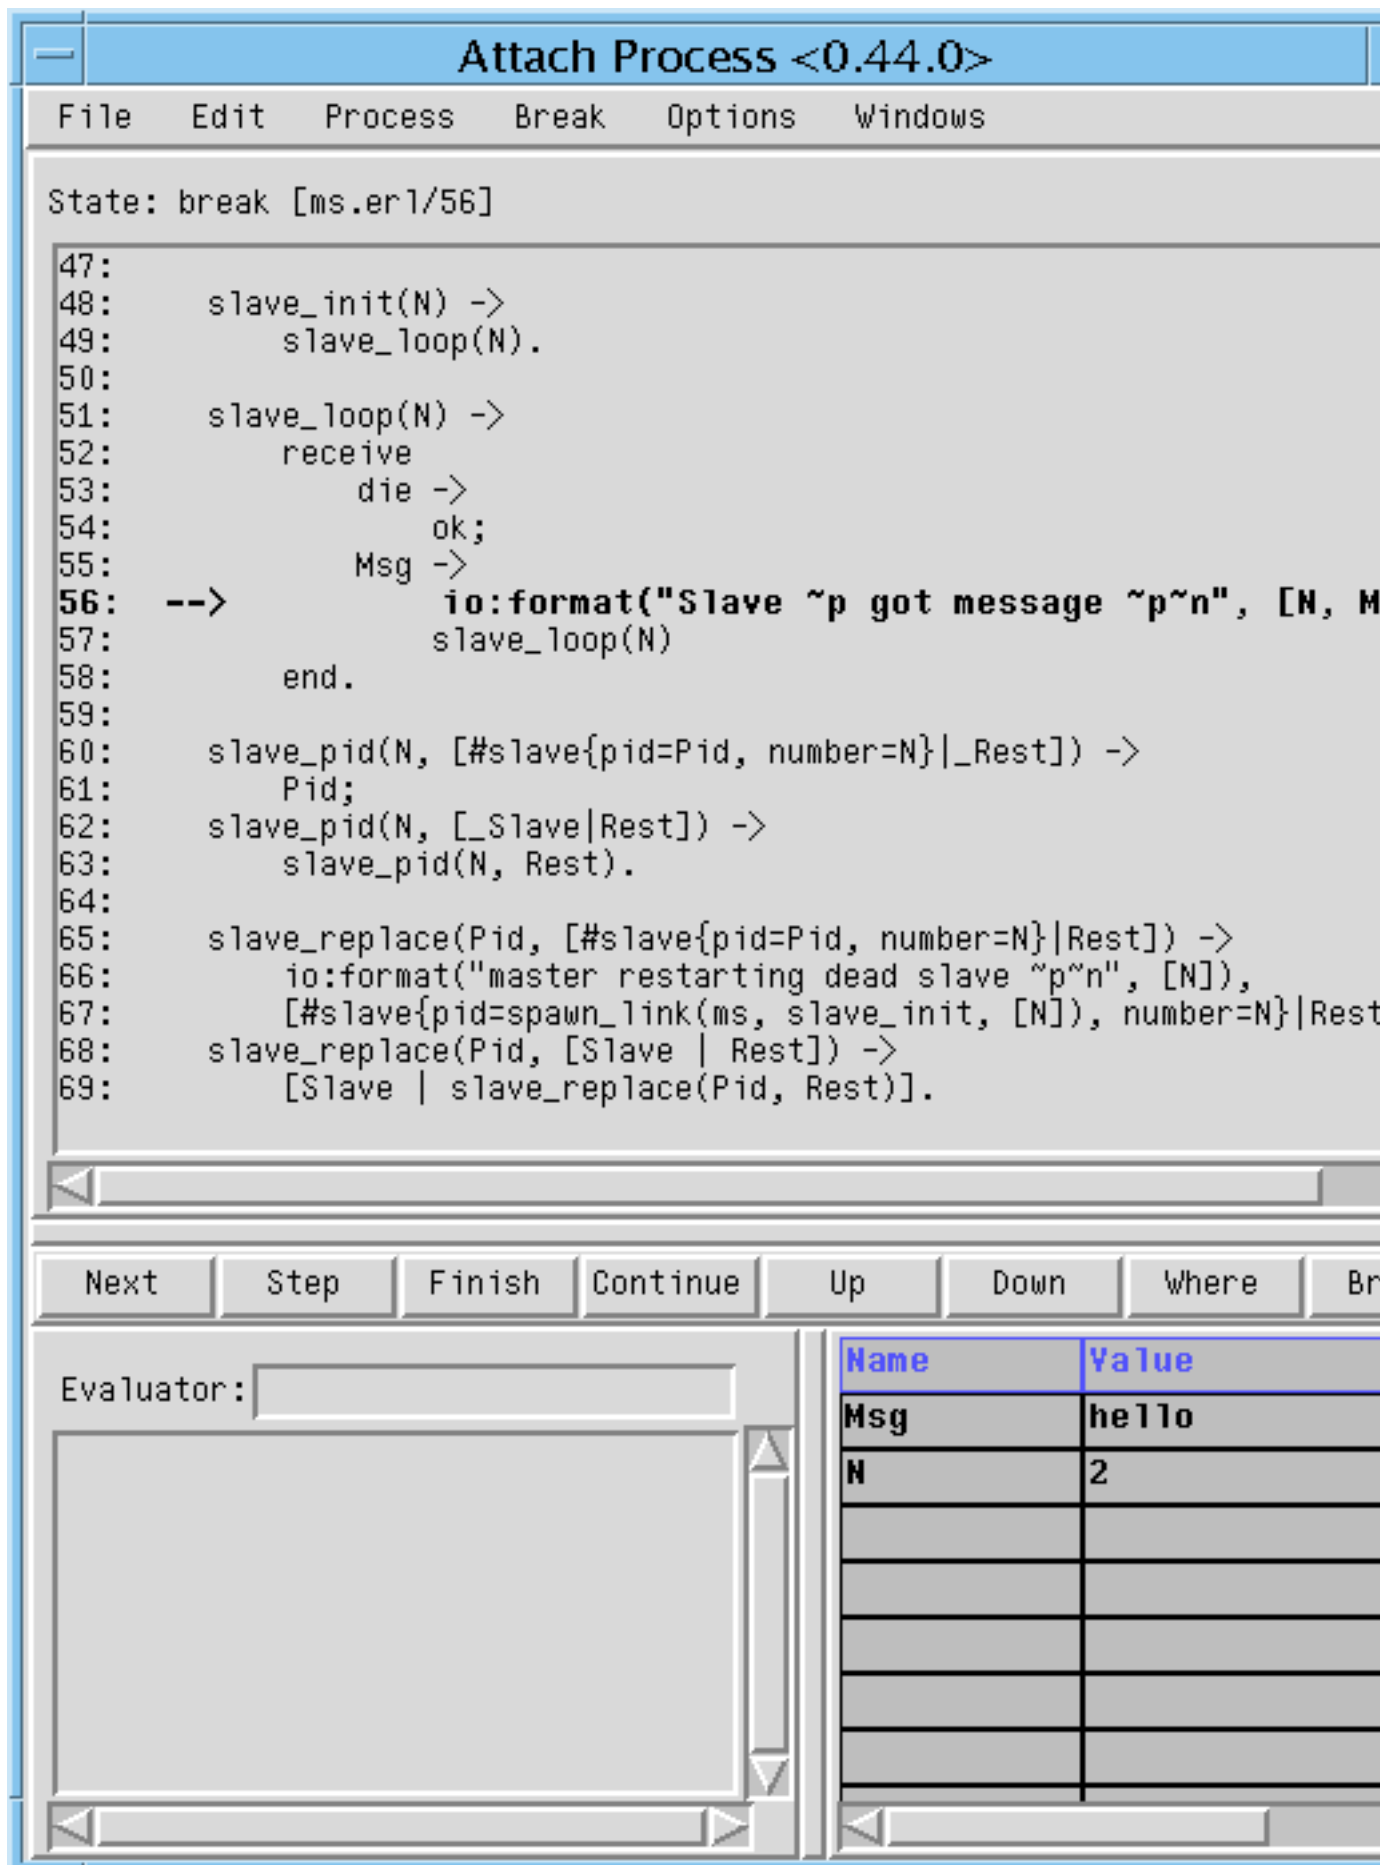 Attach Process <0.44.0>
File Edit Process Break Options Windows
State: break [ms.erl/56]
47:
48: slave_init(N) ->
49: slave_loop(N).
50:
51: slave_loop(N) ->
52: receive
53: die ->
54: ok;
55: Msg ->
56: --> io:format("Slave ~p got message ~p~n", [N, M
57: slave_loop(N)
58: end.
59:
60: slave_pid(N, [#slave{pid=Pid, number=N}|_Rest]) ->
61: Pid;
62: slave_pid(N, [_Slave|Rest]) ->
63: slave_pid(N, Rest).
64:
65: slave_replace(Pid, [#slave{pid=Pid, number=N}|Rest]) ->
66: io:format("master restarting dead slave ~p~n", [N]),
67: [#slave{pid=spawn_link(ms, slave_init, [N]), number=N}|Rest
68: slave_replace(Pid, [Slave | Rest]) ->
69: [Slave | slave_replace(Pid, Rest)].
Next Step Finish Continue Up Down Where Br
Evaluator:
Name Value
Msg hello
N 2